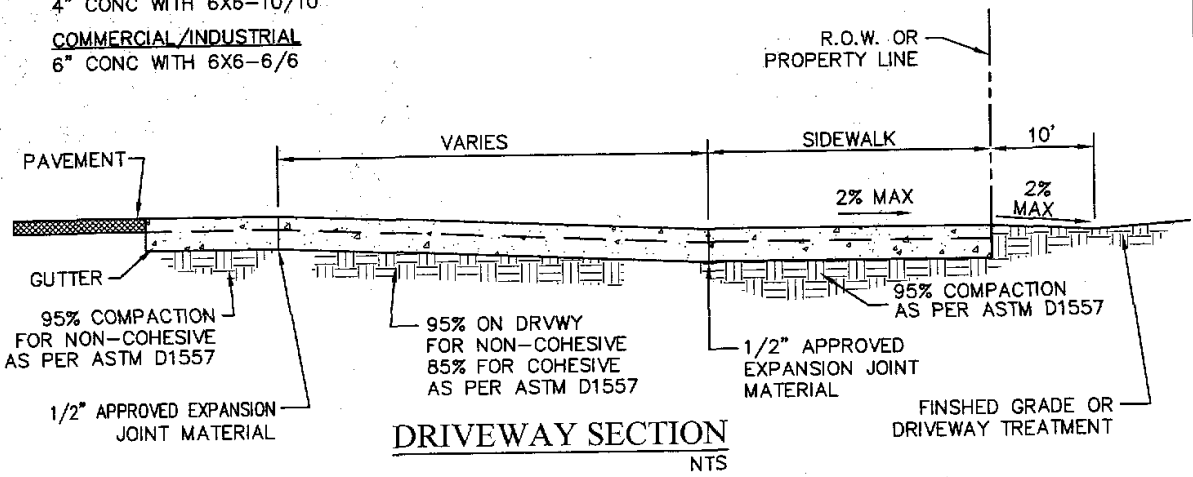 4" CONC WITH 6X6-10/10
COMMERCIAL/INDUSTRIAL
6" CONC WITH 6X6-6/6
R.O.W. OR
PROPERTY LINE
VARIES
SIDEWALK
10'
PAVEMENT
2% MAX
2%
MAX
GUTTER
95% COMPACTION
FOR NON-COHESIVE
AS PER ASTM D1557
95% ON DRVWY
FOR NON-COHESIVE
85% FOR COHESIVE
AS PER ASTM D1557
95% COMPACTION
AS PER ASTM D1557
1/2" APPROVED
EXPANSION JOINT
MATERIAL
1/2" APPROVED EXPANSION
JOINT MATERIAL
FINSHED GRADE OR
DRIVEWAY TREATMENT
DRIVEWAY SECTION
NTS